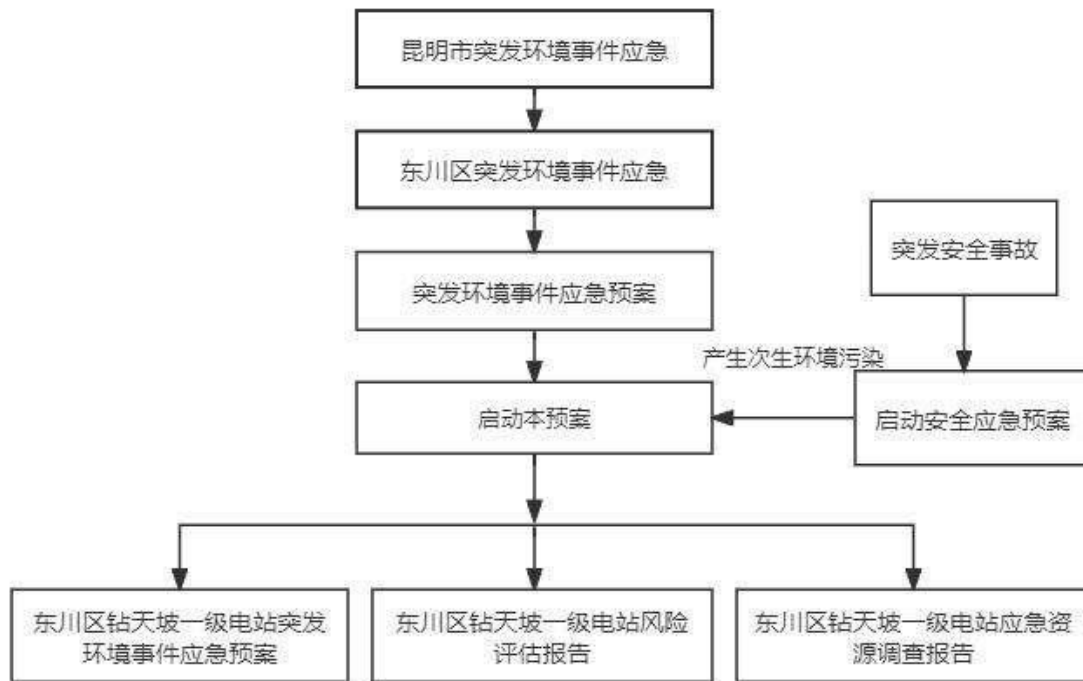 昆明市突发环境事件应急
东川区突发环境事件应急
突发安全事故
突发环境事件应急预案
产生次生环境污染
启动本预案
启动安全应急预案
东川区钻天坡一级电站突发
环境事件应急预案
东川区钻天坡一级电站风险
评估报告
东川区钻天坡一级电站应急资
源调查报告